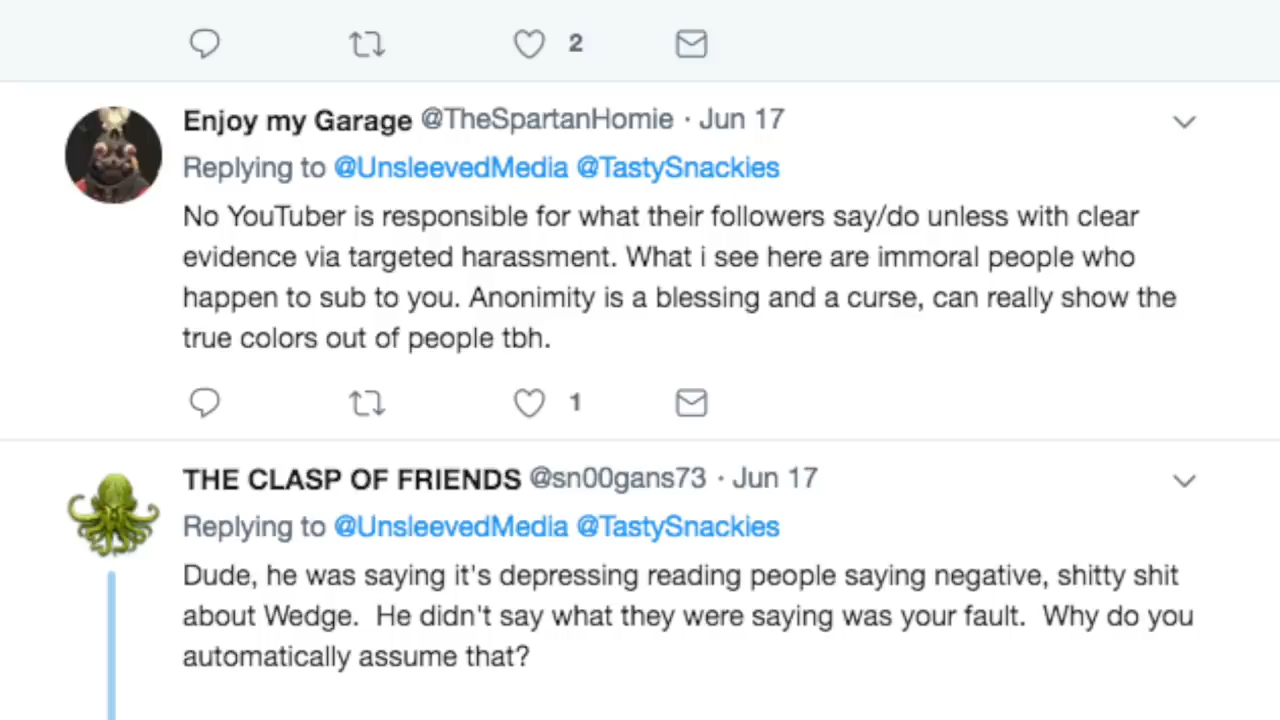 2
Enjoy my Garage @TheSpartanHomie · Jun 17
Replying to @UnsleevedMedia @TastySnackies
No YouTuber is responsible for what their followers say/do unless with clear
evidence via targeted harassment. What i see here are immoral people who
happen to sub to you. Anonimity is a blessing and a curse, can really show the
true colors out of people tbh.
1
THE CLASP OF FRIENDS @sn00gans73 · Jun 17
Replying to @UnsleevedMedia @TastySnackies
Dude, he was saying it's depressing reading people saying negative, shitty shit
about Wedge.  He didn't say what they were saying was your fault.  Why do you
automatically assume that?